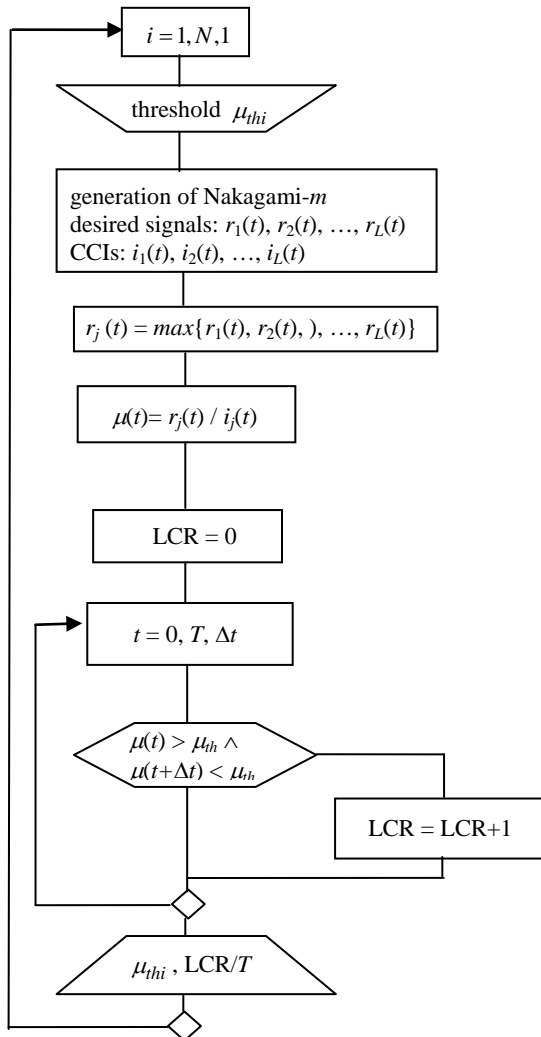 i = 1, N,1
threshold μthi
generation of Nakagami-m
desired signals: r1(t), r2(t), …, rL(t)
CCIs: i1(t), i2(t), …, iL(t)
rj (t) = max{r1(t), r2(t), ), …, rL(t)}
μ(t)= rj(t) / ij(t)
LCR = 0
t = 0, T, Δt
μ(t) > μth ∧
μ(t+Δt) < μth
LCR = LCR+1
μthi , LCR/T